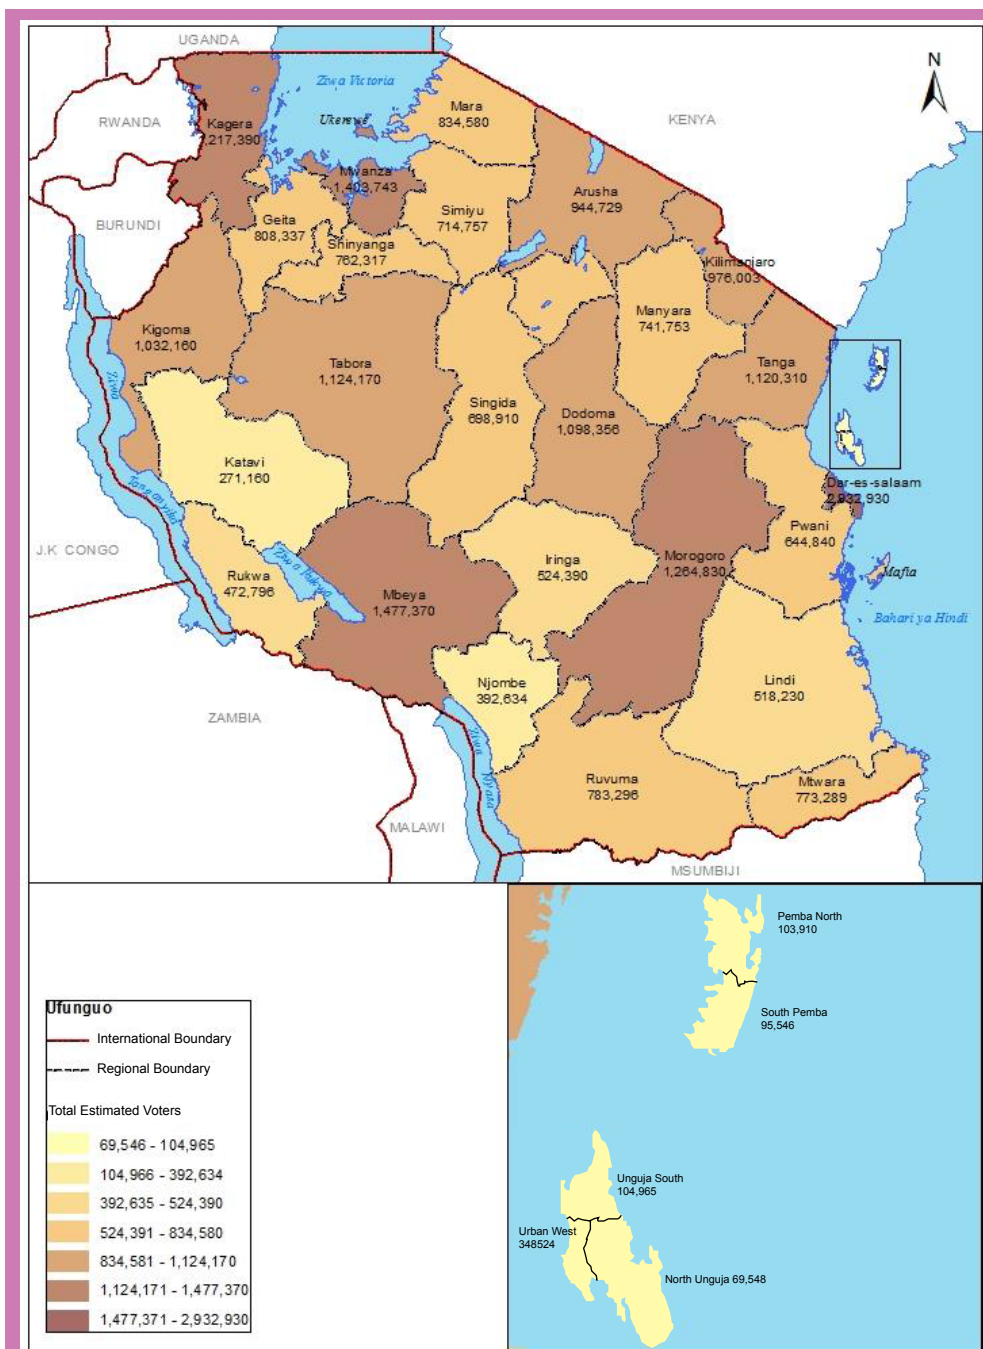 UGANDA
N
Ziwa Victoria
Mara
834,580
RWANDA
Kagera
1,217,390
Ukerewe
KENYA
Mwanza
1,403,743
Arusha
944,729
BURUNDI
Geita
808,337
Simiyu
714,757
Shinyanga
762,317
Kilimanjaro
976,003
Manyara
741,753
Kigoma
1,032,160
Tabora
1,124,170
Tanga
1,120,310
Ziwa
Singida
698,910
Dodoma
1,098,356
Katavi
271,160
Dar-es-salaam
2,932,930
Tanganyika
Pwani
644,840
J.K CONGO
Ziwa Rukwa
Iringa
524,390
Morogoro
1,264,830
Rukwa
472,796
Mafia
Mbeya
1,477,370
Bahari ya Hindi
Njombe
392,634
Lindi
518,230
ZAMBIA
Ziwa Nyasa
Ruvuma
783,296
Mtwara
773,289
MALAWI
MSUMBIJI
Pemba North
103,910
South Pemba
95,546
Ufunguo
International Boundary
Regional Boundary
Total Estimated Voters
69,546 - 104,965
104,966 - 392,634
392,635 - 524,390
524,391 - 834,580
834,581 - 1,124,170
1,124,171 - 1,477,370
1,477,371 - 2,932,930
Unguja South
104,965
Urban West
348524
North Unguja 69,548